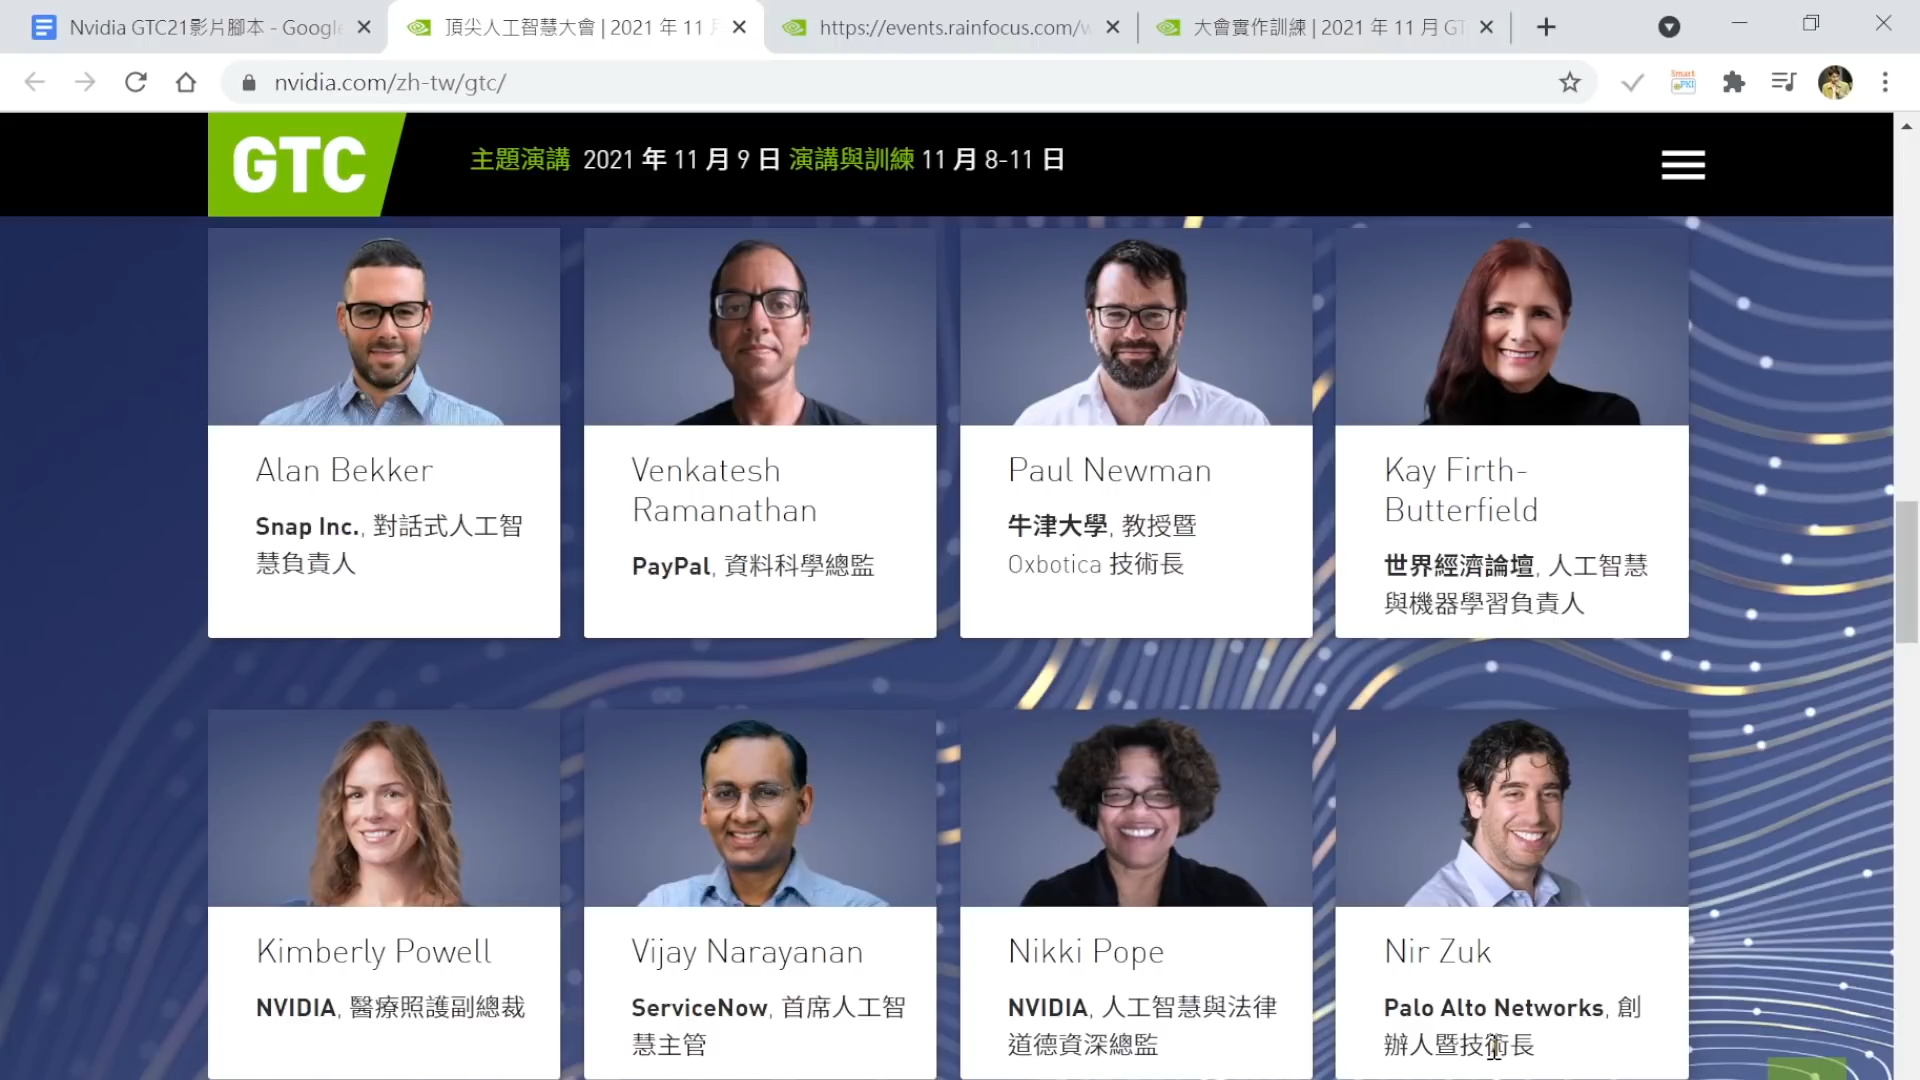 Nvidia GTC21影片腳本 - Google
頂尖人工智慧大會 | 2021 年 11 月
https://events.rainfocus.com/w
大會實作訓練 | 2021 年 11 月 GT
nvidia.com/zh-tw/gtc/
Smart
ePKI
GTC
主題演講 2021 年 11 月 9 日 演講與訓練 11 月 8-11 日
Alan Bekker
Snap Inc., 對話式人工智
慧負責人
Venkatesh
Ramanathan
PayPal, 資料科學總監
Paul Newman
牛津大學, 教授暨
Oxbotica 技術長
Kay Firth-
Butterfield
世界經濟論壇, 人工智慧
與機器學習負責人
Kimberly Powell
NVIDIA, 醫療照護副總裁
Vijay Narayanan
ServiceNow, 首席人工智
慧主管
Nikki Pope
NVIDIA, 人工智慧與法律
道德資深總監
Nir Zuk
Palo Alto Networks, 創
辦人暨技術長